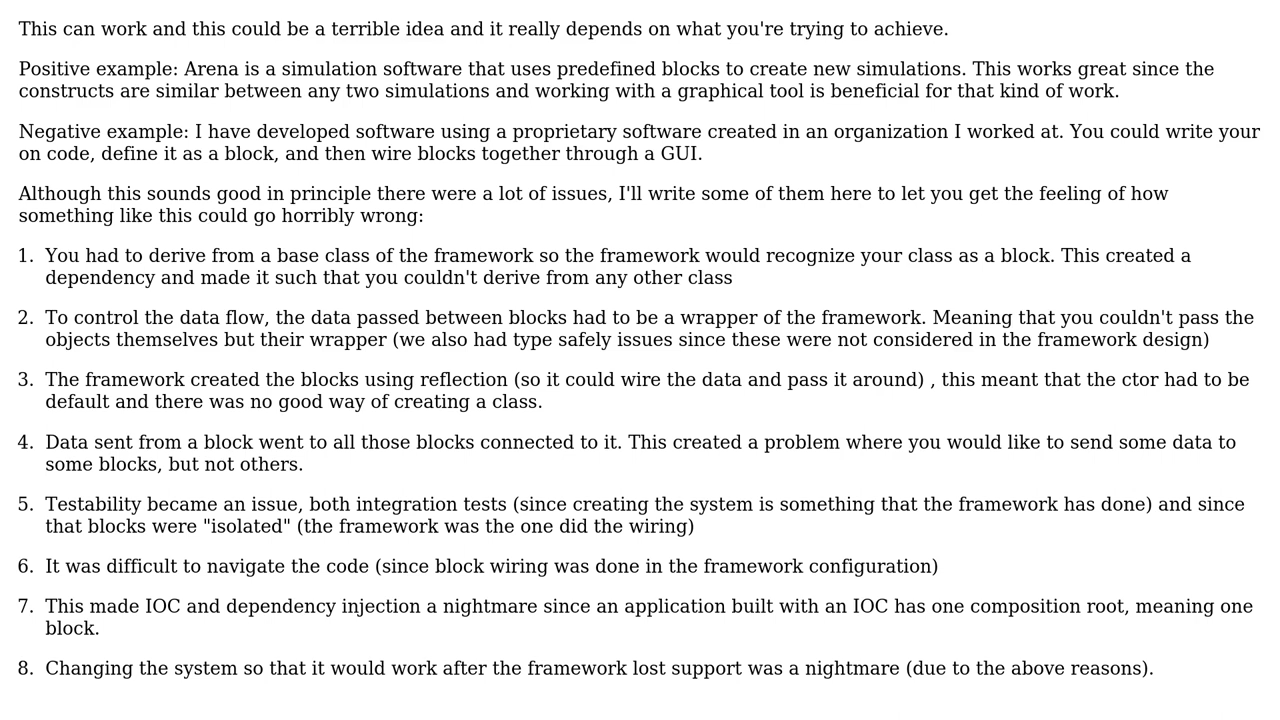 This can work and this could be a terrible idea and it really depends on what you're trying to achieve.
Positive example: Arena is a simulation software that uses predefined blocks to create new simulations. This works great since the
constructs are similar between any two simulations and working with a graphical tool is beneficial for that kind of work.
Negative example: I have developed software using a proprietary software created in an organization I worked at. You could write your
on code, define it as a block, and then wire blocks together through a GUI.
Although this sounds good in principle there were a lot of issues, I'll write some of them here to let you get the feeling of how
something like this could go horribly wrong:
1. You had to derive from a base class of the framework so the framework would recognize your class as a block. This created a
dependency and made it such that you couldn't derive from any other class
2. To control the data flow, the data passed between blocks had to be a wrapper of the framework. Meaning that you couldn't pass the
objects themselves but their wrapper (we also had type safely issues since these were not considered in the framework design)
3. The framework created the blocks using reflection (so it could wire the data and pass it around) , this meant that the ctor had to be
default and there was no good way of creating a class.
4. Data sent from a block went to all those blocks connected to it. This created a problem where you would like to send some data to
some blocks, but not others.
5. Testability became an issue, both integration tests (since creating the system is something that the framework has done) and since
that blocks were "isolated" (the framework was the one did the wiring)
6. It was difficult to navigate the code (since block wiring was done in the framework configuration)
7. This made IOC and dependency injection a nightmare since an application built with an IOC has one composition root, meaning one
block.
8. Changing the system so that it would work after the framework lost support was a nightmare (due to the above reasons).